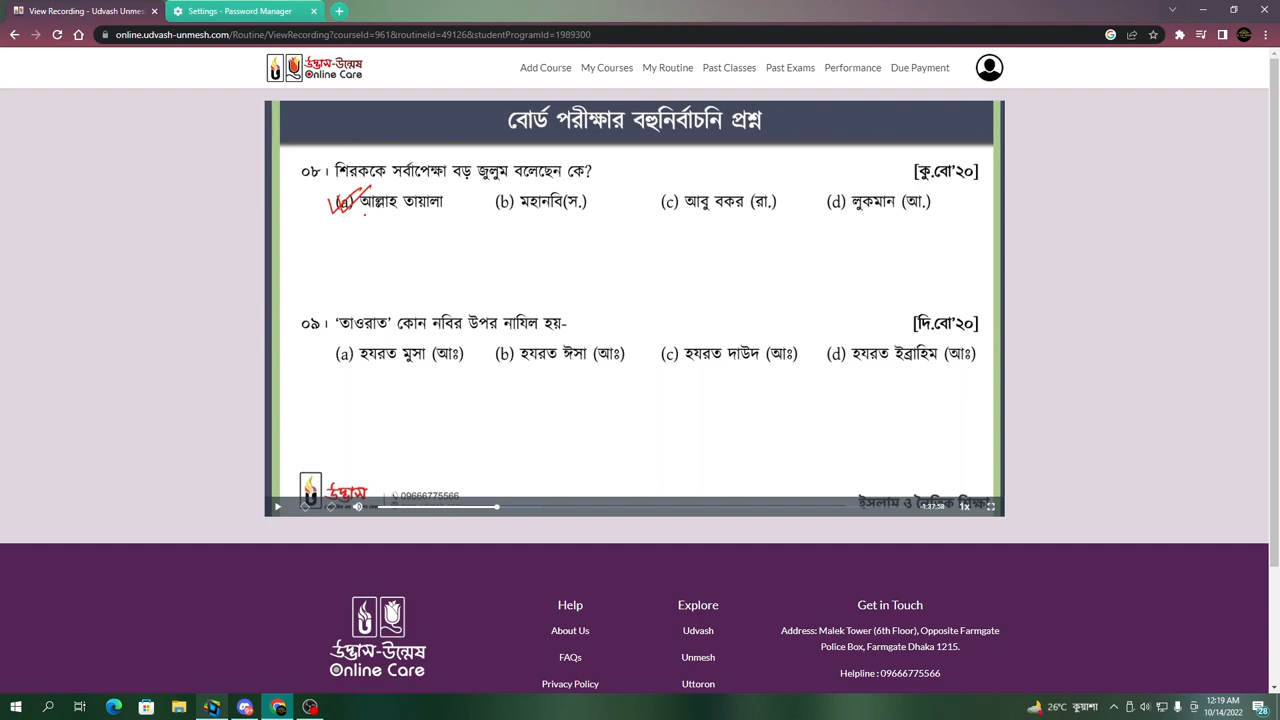 View Recording - Udvash Unmesh
Settings - Password Manager
online.udvash-unmesh.com/Routine/ViewRecording?courseId=961&routineId=49126&studentProgramId=1989300
উদ্ভাস-উন্মেষ
Online Care
Add Course My Courses My Routine Past Classes Past Exams Performance Due Payment
বোর্ড পরীক্ষার বহুনির্বাচনি প্রশ্ন
০৮। শিরককে সর্বাপেক্ষা বড় জুলুম বলেছেন কে? [কু.বো'২০]
(a) আল্লাহ তায়ালা (b) মহানবি(স.) (c) আবু বকর (রা.) (d) লুকমান (আ.)
০৯। ‘তাওরাত’ কোন নবির উপর নাযিল হয়- [দি.বো'২০]
(a) হযরত মুসা (আঃ) (b) হযরত ঈসা (আঃ) (c) হযরত দাউদ (আঃ) (d) হযরত ইব্রাহিম (আঃ)
উদ্ভাস
09666775566
ইসলাম ও নৈতিক শিক্ষা
1x
Help Explore Get in Touch
উদ্ভাস-উন্মেষ
Online Care
About Us Udvash Address: Malek Tower (6th Floor), Opposite Farmgate
Police Box, Farmgate Dhaka 1215.
FAQs Unmesh
Helpline : 09666775566
Privacy Policy Uttoron
26°C কুয়াশা
12:19 AM
10/14/2022
28